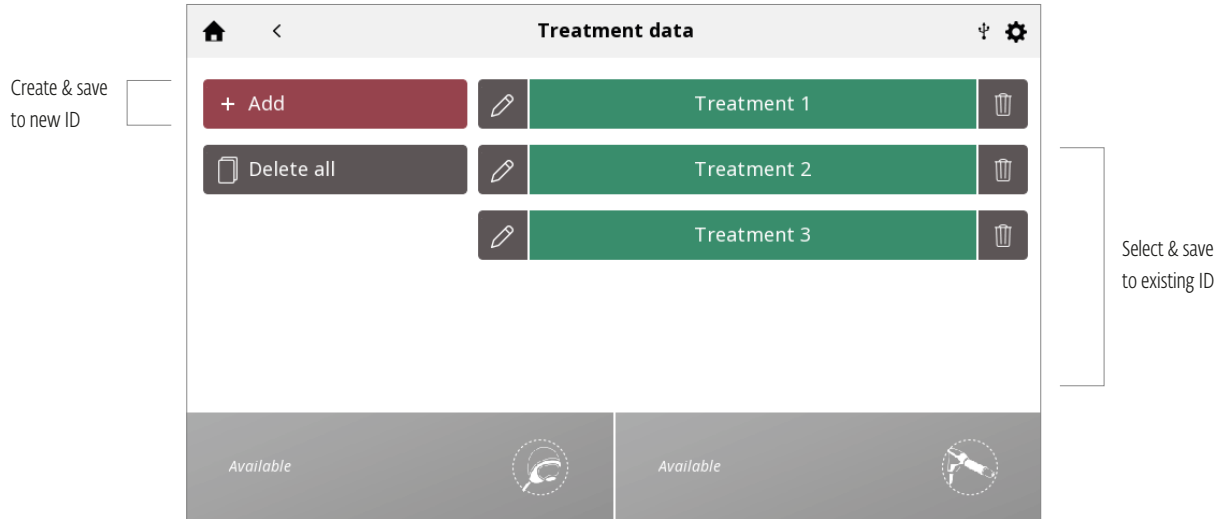 Treatment data
Create & save
to new ID
+ Add
Treatment 1
Delete all
Treatment 2
Treatment 3
Select & save
to existing ID
Available
Available